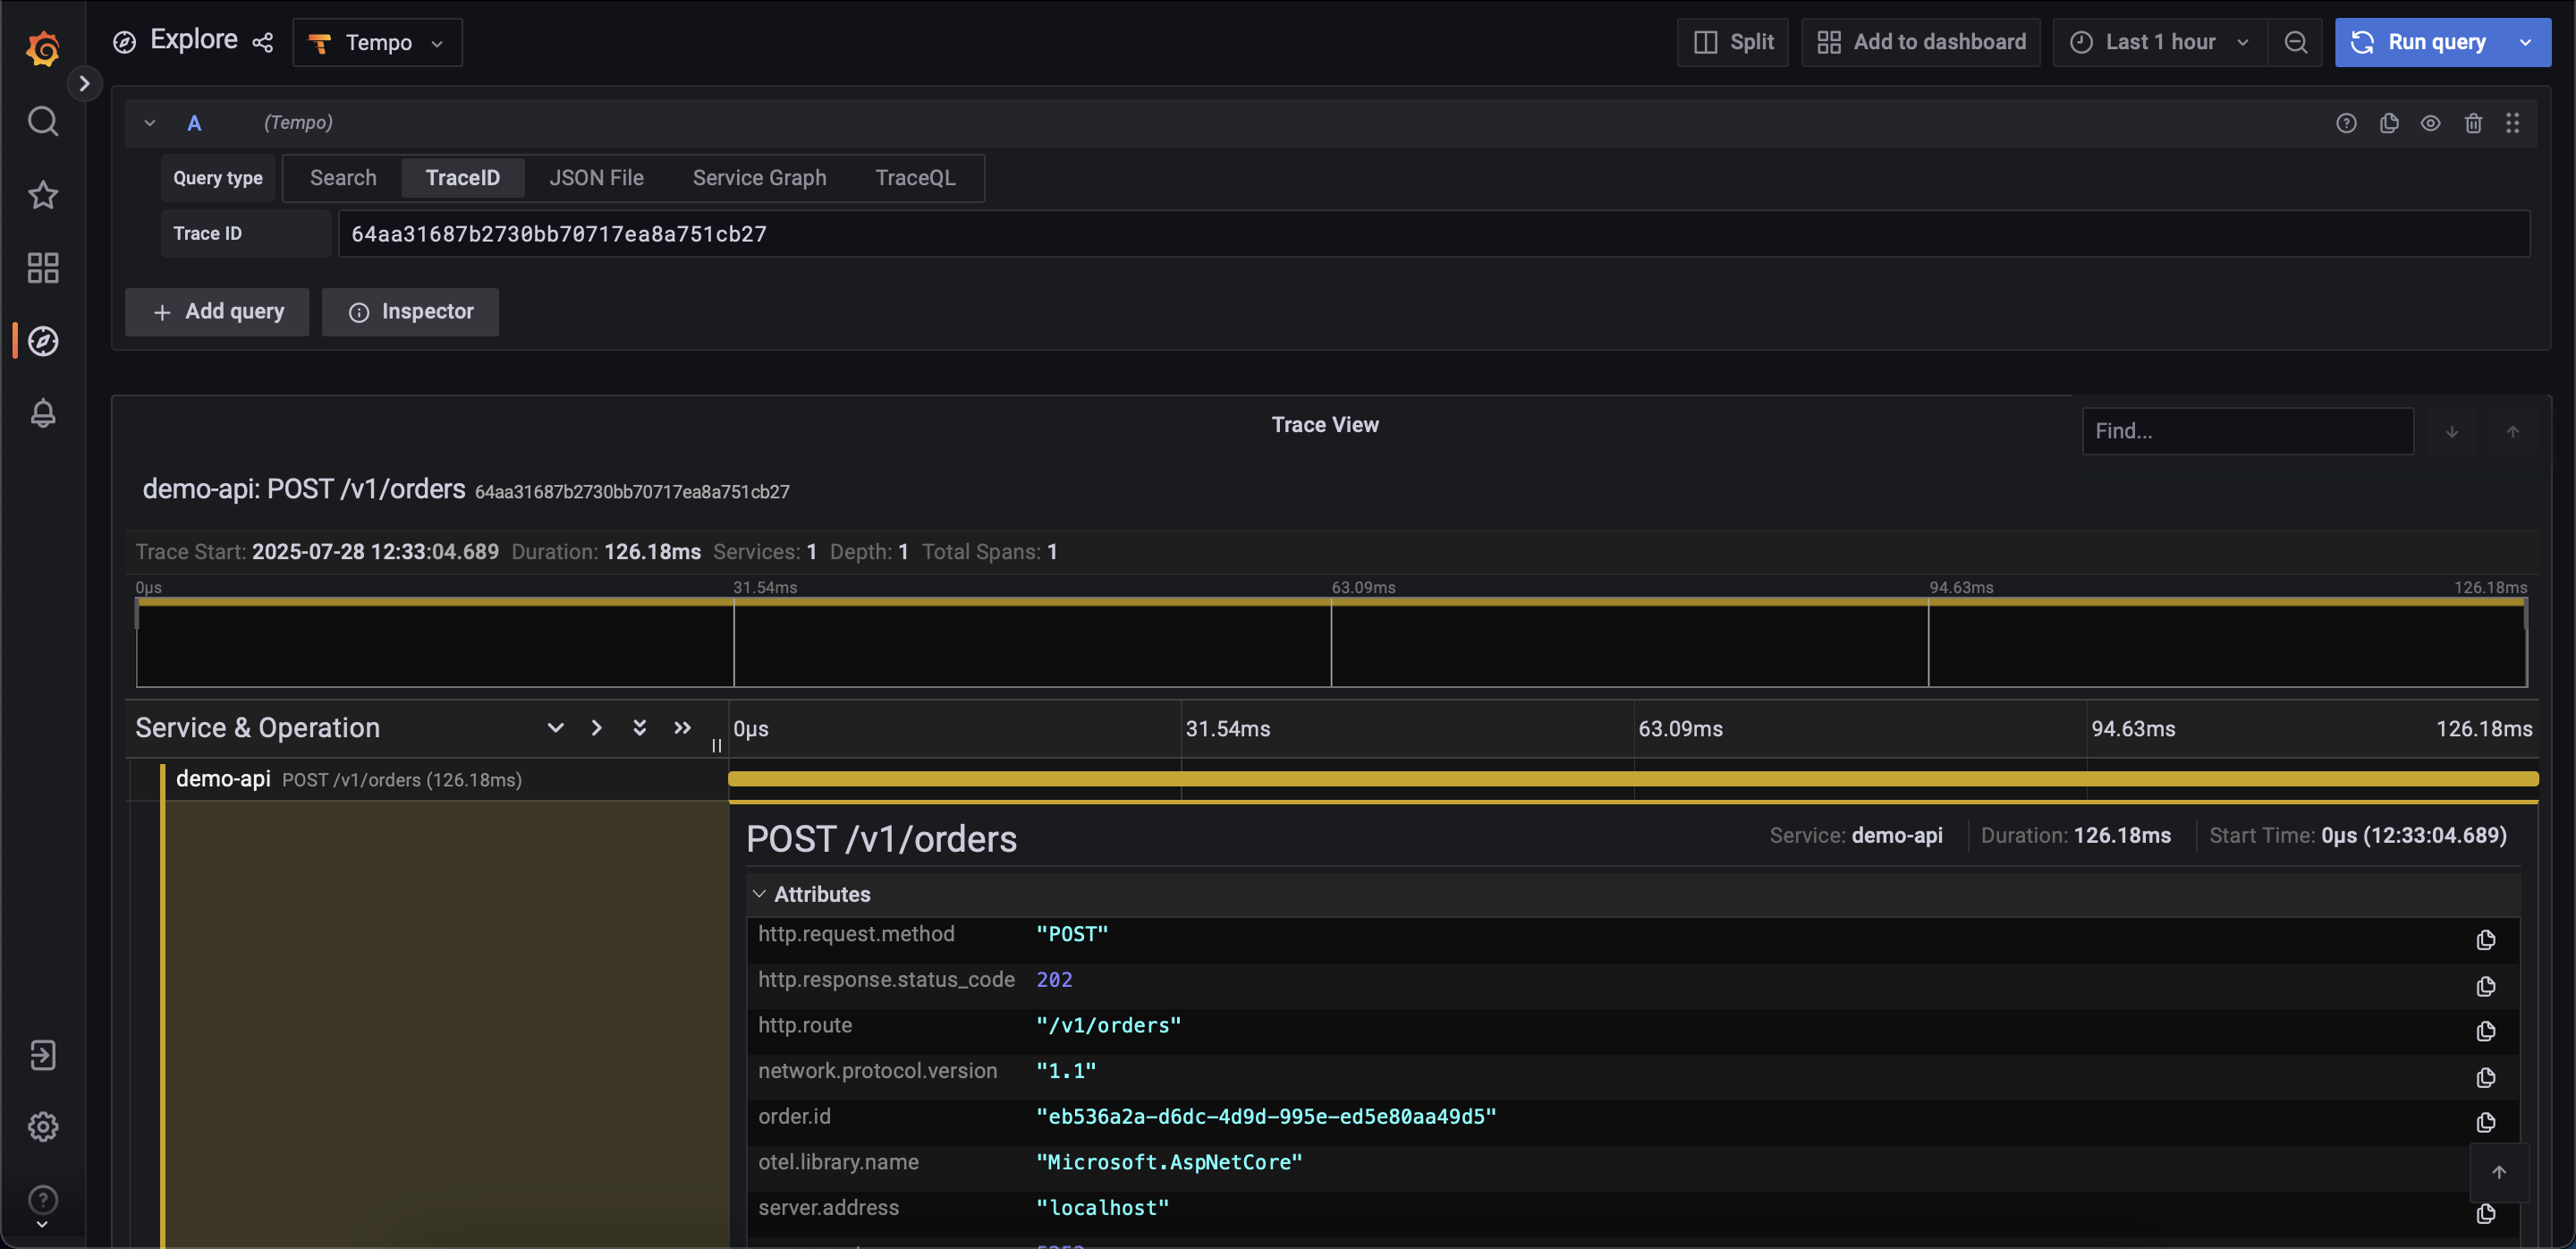 Explore Tempo Split Add to dashboard Last 1 hour Run query
A (Tempo)
Query type Search TraceID JSON File Service Graph TraceQL
Trace ID 64aa31687b2730bb70717ea8a751cb27
+ Add query Inspector
Trace View
Find...
demo-api: POST /v1/orders 64aa31687b2730bb70717ea8a751cb27
Trace Start: 2025-07-28 12:33:04.689 Duration: 126.18ms Services: 1 Depth: 1 Total Spans: 1
0μs 31.54ms 63.09ms 94.63ms 126.18ms
Service & Operation 0μs 31.54ms 63.09ms 94.63ms 126.18ms
demo-api POST /v1/orders (126.18ms)
POST /v1/orders Service: demo-api Duration: 126.18ms Start Time: 0μs (12:33:04.689)
Attributes
http.request.method "POST"
http.response.status_code 202
http.route "/v1/orders"
network.protocol.version "1.1"
order.id "eb536a2a-d6dc-4d9d-995e-ed5e80aa49d5"
otel.library.name "Microsoft.AspNetCore"
server.address "localhost"